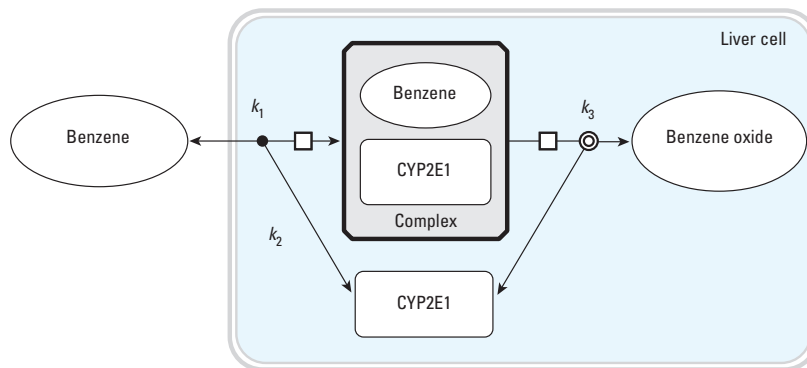 Liver cell
Benzene
k1
Benzene
CYP2E1
Complex
k3
Benzene oxide
k2
CYP2E1